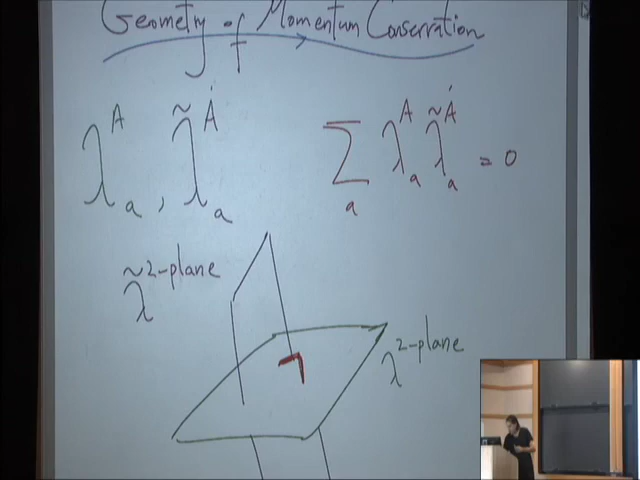 Geometry of Momentum Conservation
λ^A_a , λ̃^Ȧ_a
∑_a λ^A_a λ̃^Ȧ_a = 0
λ̃ 2-plane
λ 2-plane